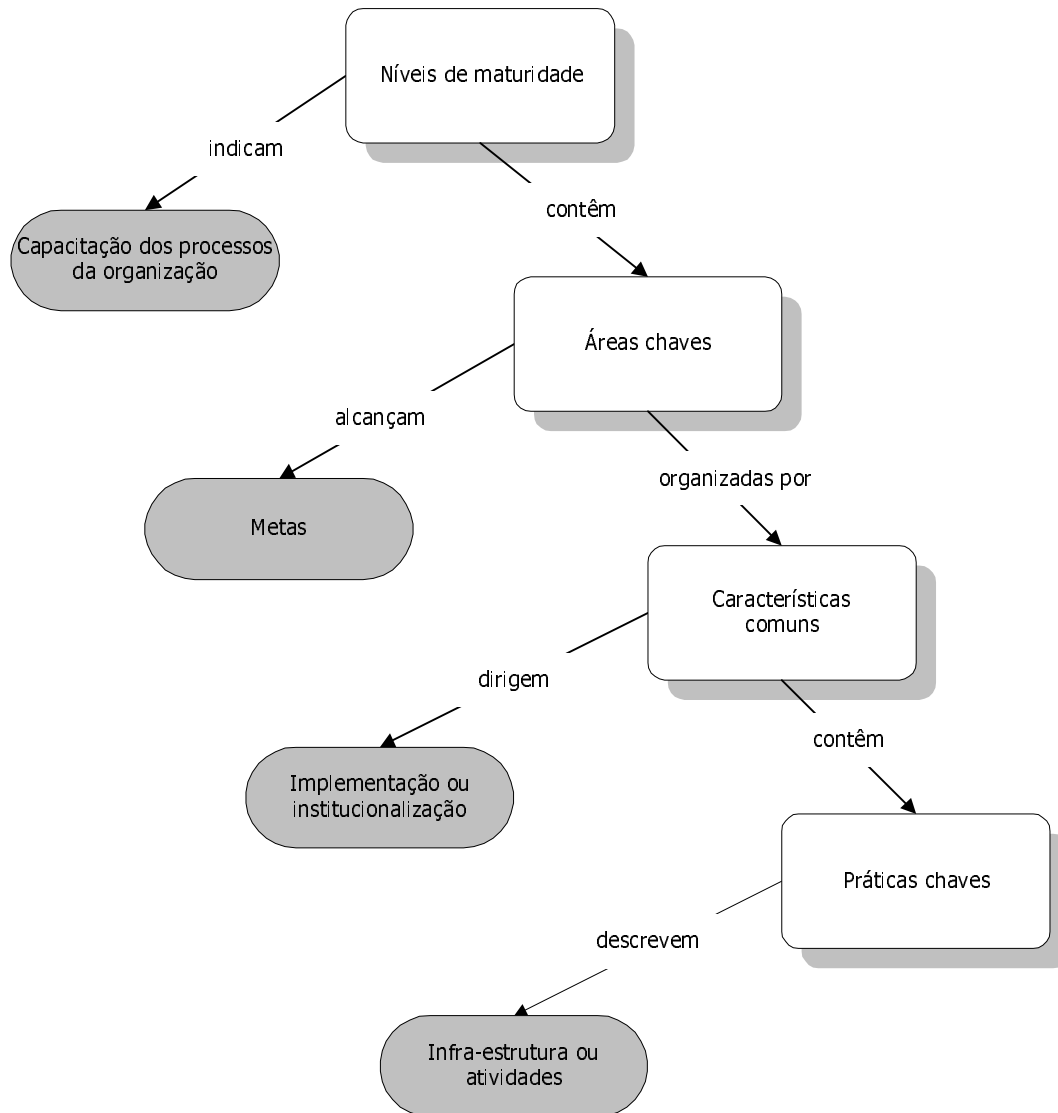 Níveis de maturidade
indicam
contêm
Capacitação dos processos
da organização
Áreas chaves
alcançam
organizadas por
Metas
Características
comuns
dirigem
contêm
Implementação ou
institucionalização
Práticas chaves
descrevem
Infra-estrutura ou
atividades